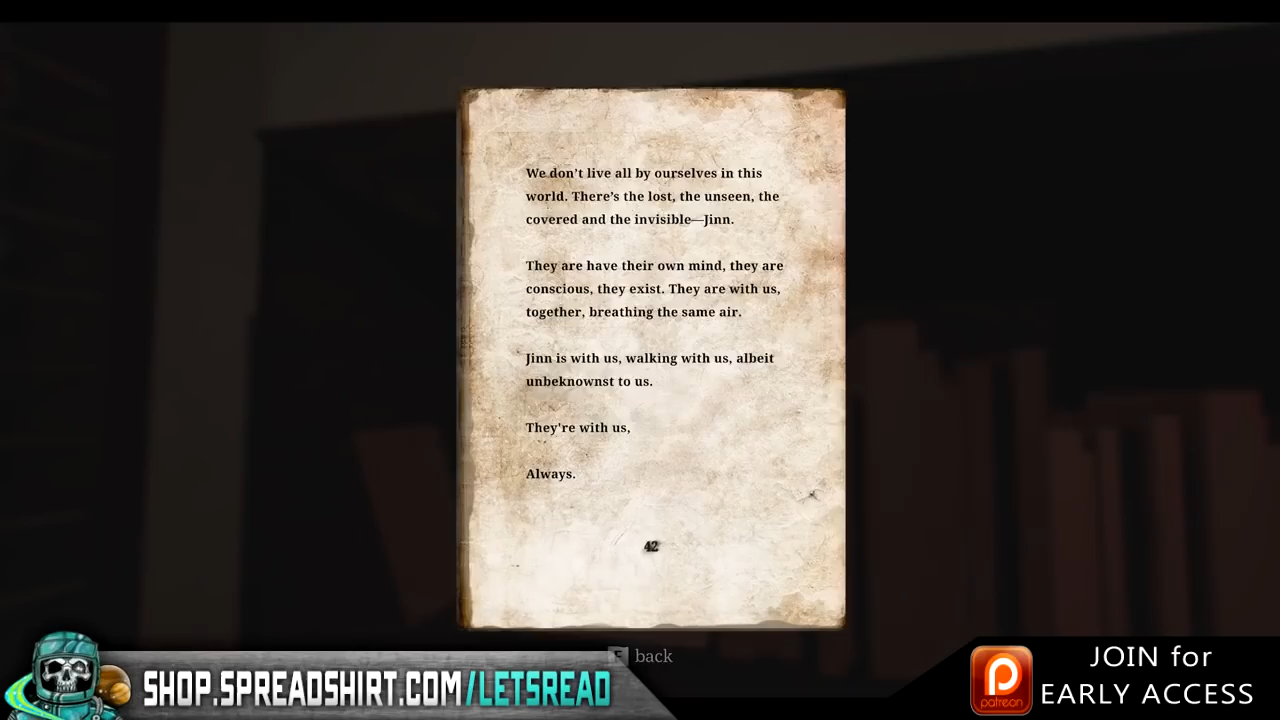 We don't live all by ourselves in this
world. There's the lost, the unseen, the
covered and the invisible—Jinn.
They are have their own mind, they are
conscious, they exist. They are with us,
together, breathing the same air.
Jinn is with us, walking with us, albeit
unbeknownst to us.
They're with us,
Always.
42
back
SHOP.SPREADSHIRT.COM/LETSREAD
patreon
JOIN for
EARLY ACCESS